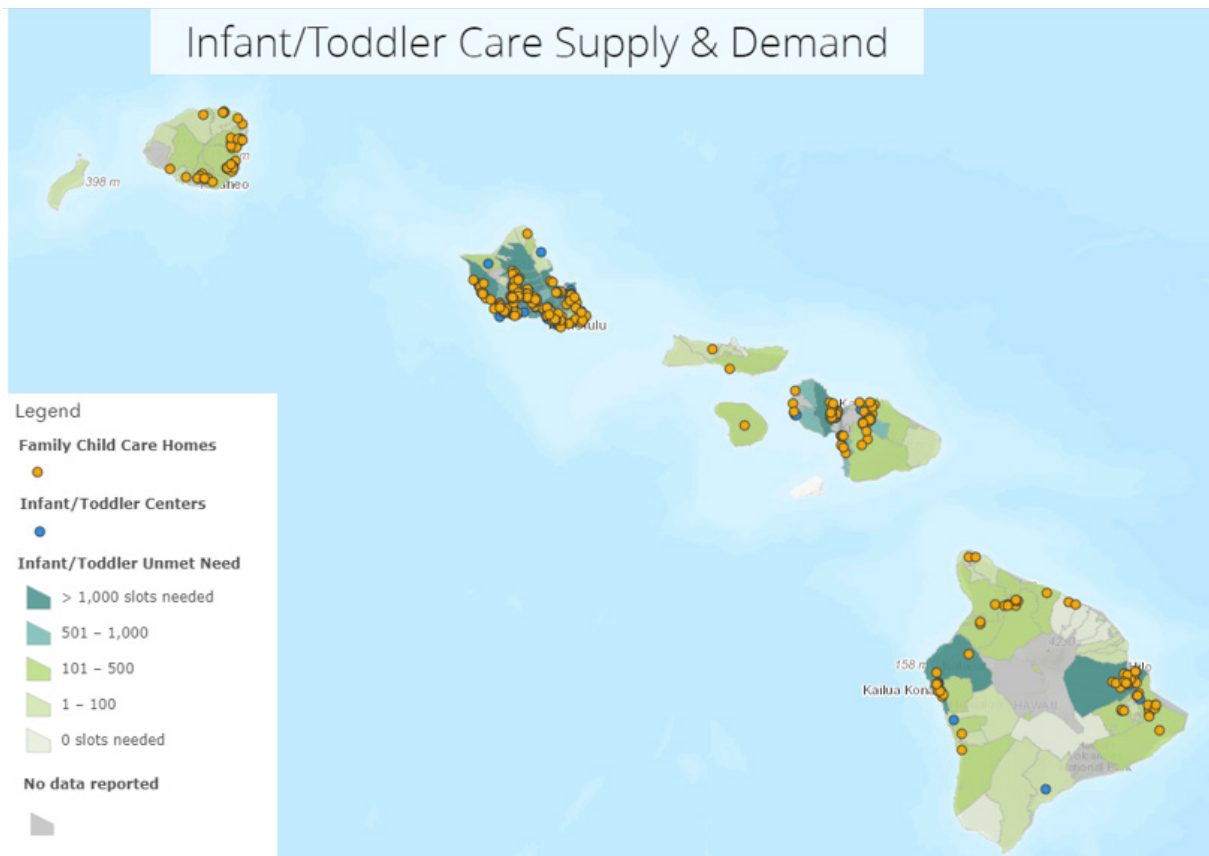 Infant/Toddler Care Supply & Demand
398 m
158 m
Kailua Kona
HAWAII
Legend
Family Child Care Homes
Infant/Toddler Centers
Infant/Toddler Unmet Need
> 1,000 slots needed
501 – 1,000
101 – 500
1 – 100
0 slots needed
No data reported